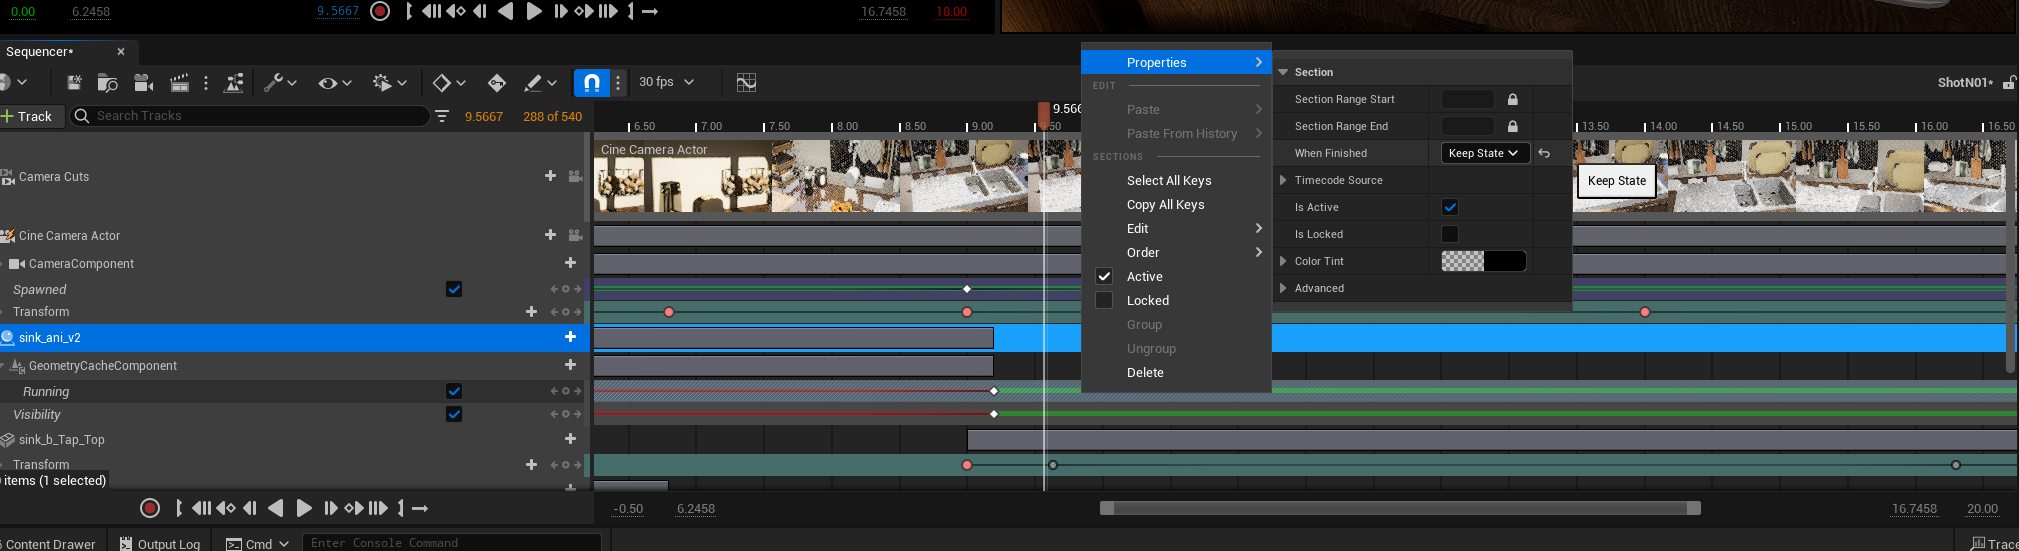 0.00 6.2458 9.5667 16.7458 18.00
Sequencer*
30 fps
ShotN01*
Track Search Tracks 9.5667 288 of 540
9.566
6.50 7.00 7.50 8.00 8.50 9.00 9.50 13.50 14.00 14.50 15.00 15.50 16.00 16.50
Camera Cuts
Cine Camera Actor
Cine Camera Actor
CameraComponent
Spawned
Transform
sink_ani_v2
GeometryCacheComponent
Running
Visibility
sink_b_Tap_Top
Transform
items (1 selected)
Properties
EDIT
Paste
Paste From History
SECTIONS
Select All Keys
Copy All Keys
Edit
Order
Active
Locked
Group
Ungroup
Delete
Section
Section Range Start
Section Range End
When Finished Keep State
Timecode Source
Is Active
Is Locked
Color Tint
Advanced
Keep State
-0.50 6.2458 16.7458 20.00
Content Drawer Output Log Cmd Enter Console Command Trace